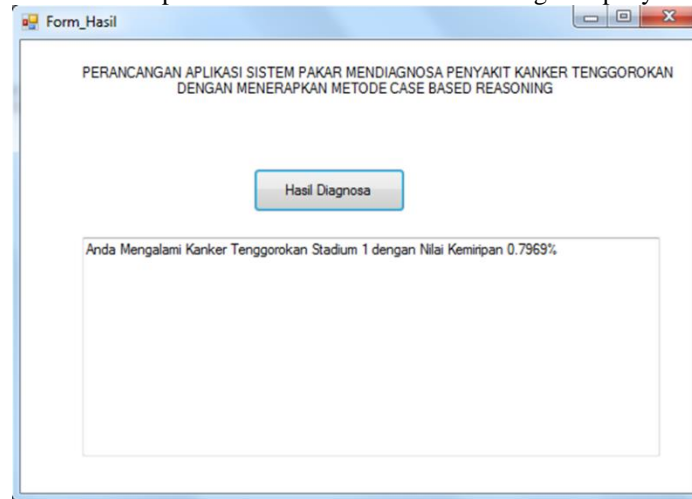 Form_Hasil
PERANCANGAN APLIKASI SISTEM PAKAR MENDIAGNOSA PENYAKIT KANKER TENGGOROKAN
DENGAN MENERAPKAN METODE CASE BASED REASONING
Hasil Diagnosa
Anda Mengalami Kanker Tenggorokan Stadium 1 dengan Nilai Kemiripan 0.7969%